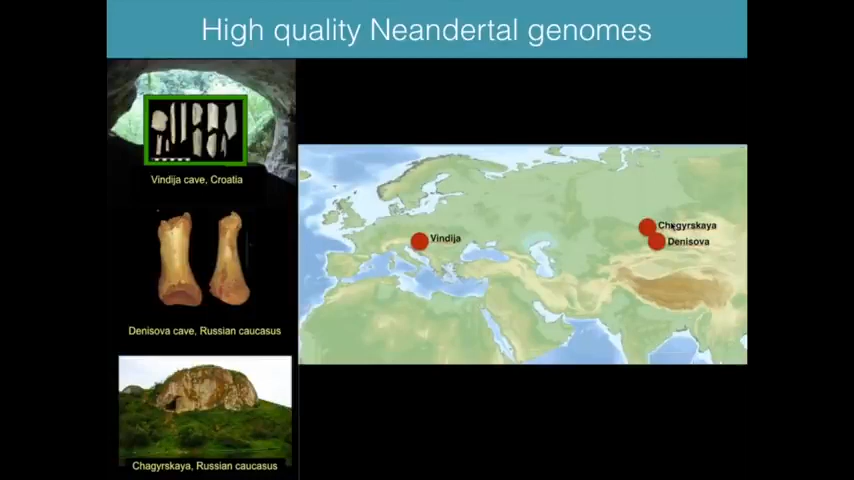 High quality Neandertal genomes
Vindija cave, Croatia
Denisova cave, Russian caucasus
Chagyrskaya, Russian caucasus
Vindija
Chagyrskaya
Denisova